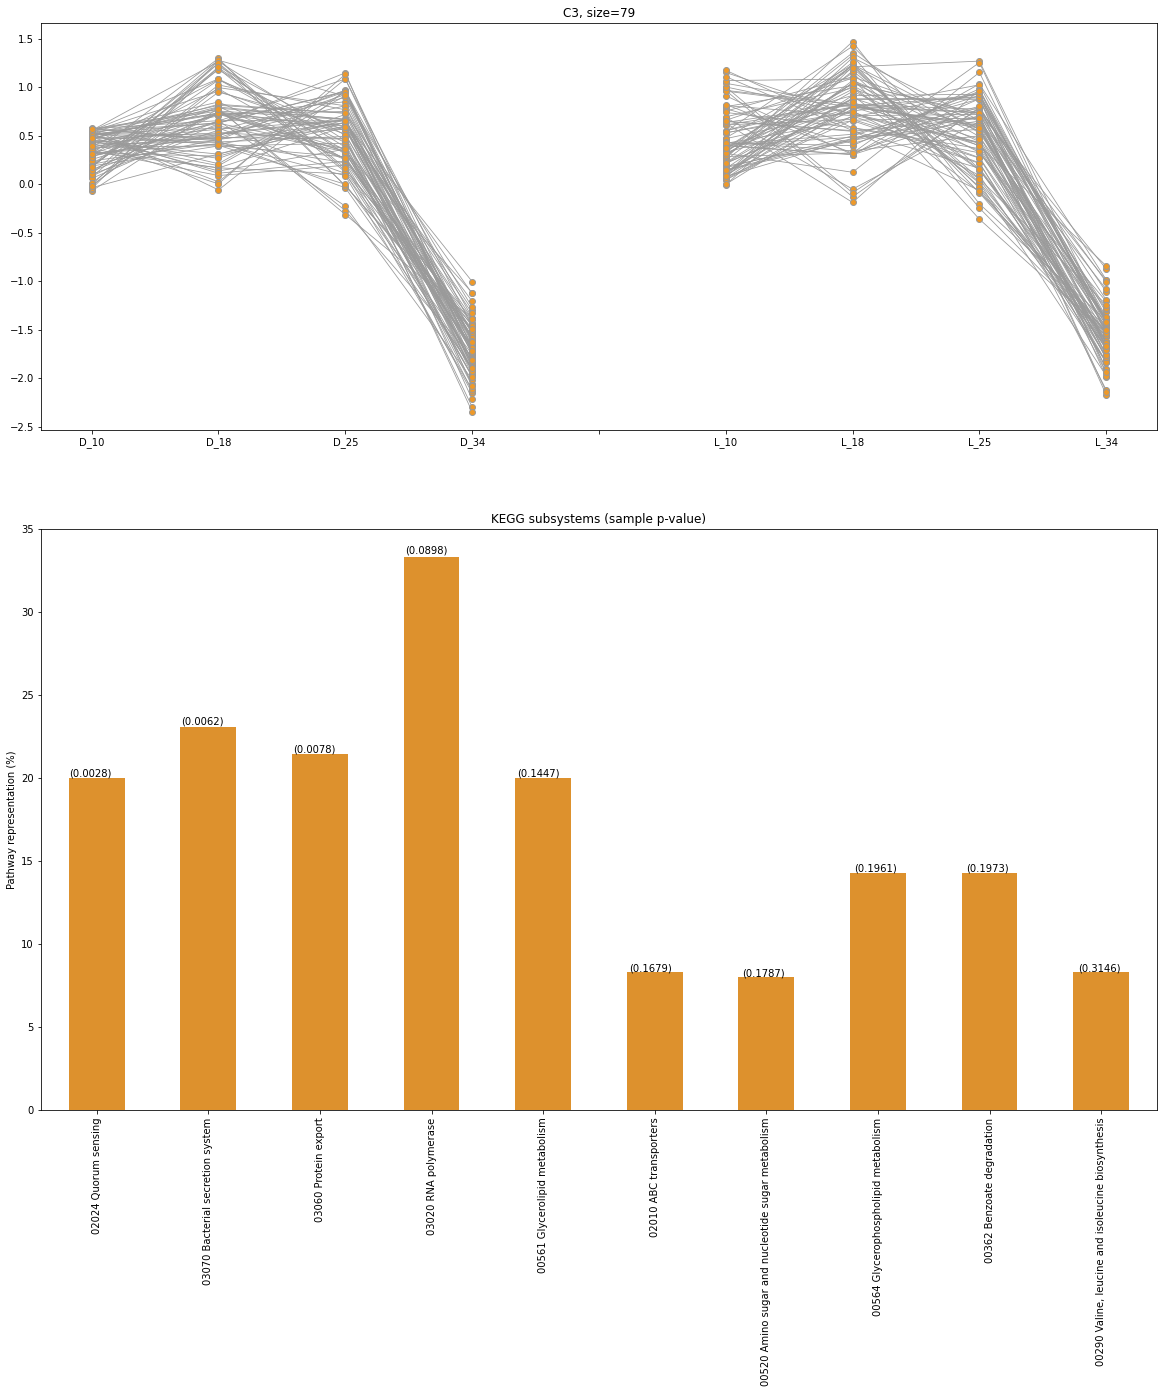 C3, size=79
1.5
1.0
0.5
0.0
−0.5
−1.0
−1.5
−2.0
−2.5
D_10 D_18 D_25 D_34 L_10 L_18 L_25 L_34
KEGG subsystems (sample p-value)
Pathway representation (%)
35
30
25
20
15
10
5
0
(0.0028)
(0.0062)
(0.0078)
(0.0898)
(0.1447)
(0.1679)
(0.1787)
(0.1961)
(0.1973)
(0.3146)
02024 Quorum sensing
03070 Bacterial secretion system
03060 Protein export
03020 RNA polymerase
00561 Glycerolipid metabolism
02010 ABC transporters
00520 Amino sugar and nucleotide sugar metabolism
00564 Glycerophospholipid metabolism
00362 Benzoate degradation
00290 Valine, leucine and isoleucine biosynthesis